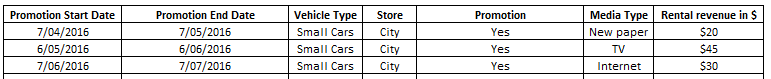 Promotion Start Date Promotion End Date Vehicle Type Store Promotion Media Type Rental revenue in $
7/04/2016 7/05/2016 Small Cars City Yes New paper $20
6/05/2016 6/06/2016 Small Cars City Yes TV $45
7/06/2016 7/07/2016 Small Cars City Yes Internet $30